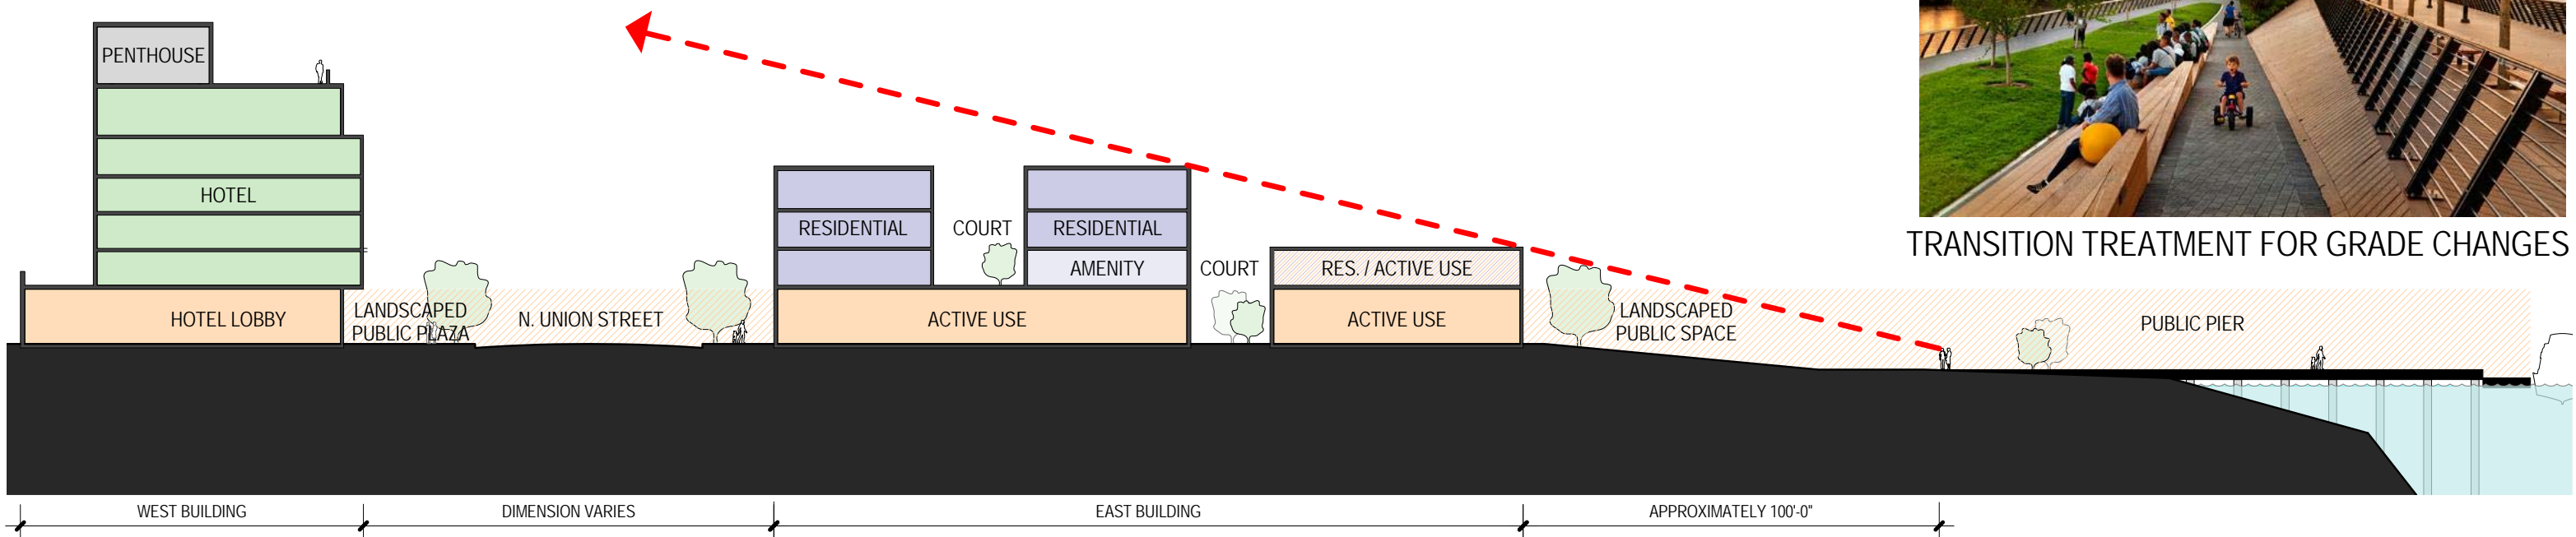 PENTHOUSE
HOTEL
HOTEL LOBBY
LANDSCAPED
PUBLIC PLAZA
N. UNION STREET
RESIDENTIAL
COURT
RESIDENTIAL
AMENITY
ACTIVE USE
COURT
RES. / ACTIVE USE
ACTIVE USE
LANDSCAPED
PUBLIC SPACE
PUBLIC PIER
TRANSITION TREATMENT FOR GRADE CHANGES
WEST BUILDING
DIMENSION VARIES
EAST BUILDING
APPROXIMATELY 100'-0"